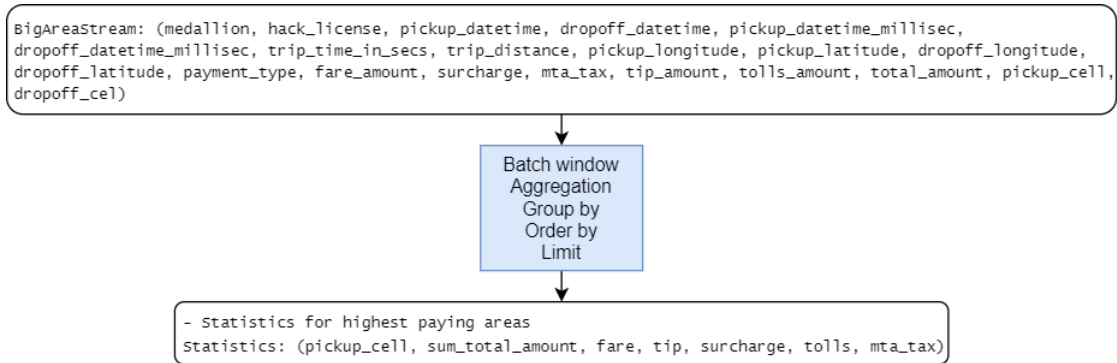 BigAreaStream: (medallion, hack_license, pickup_datetime, dropoff_datetime, pickup_datetime_millisec,
dropoff_datetime_millisec, trip_time_in_secs, trip_distance, pickup_longitude, pickup_latitude, dropoff_longitude,
dropoff_latitude, payment_type, fare_amount, surcharge, mta_tax, tip_amount, tolls_amount, total_amount, pickup_cell,
dropoff_cel)
Batch window
Aggregation
Group by
Order by
Limit
- Statistics for highest paying areas
Statistics: (pickup_cell, sum_total_amount, fare, tip, surcharge, tolls, mta_tax)